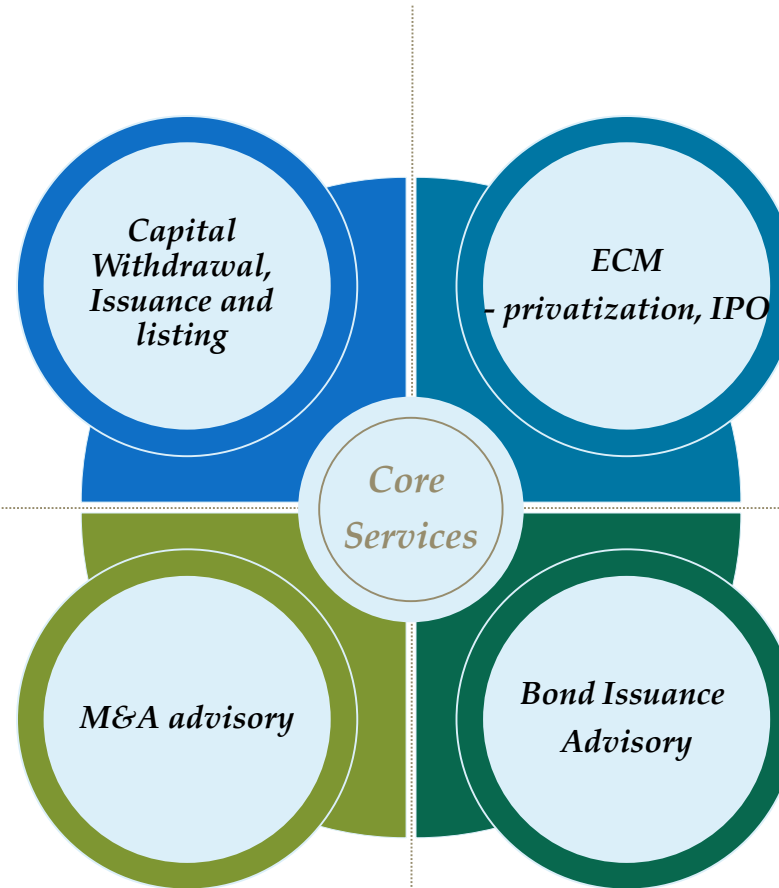 Capital
Withdrawal,
Issuance and
listing
ECM
- privatization, IPO
Core
Services
M&A advisory
Bond Issuance
Advisory